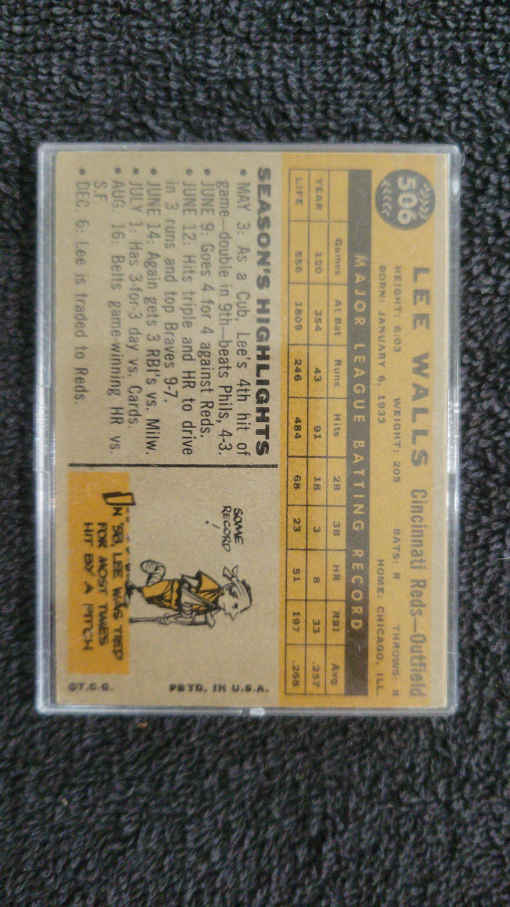 506
LEE WALLS Cincinnati Reds—Outfield
HEIGHT: 6:03 WEIGHT: 205 BATS: R THROWS: R
BORN: JANUARY 6, 1933 HOME: CHICAGO, ILL.
MAJOR LEAGUE BATTING RECORD
YEAR Games At Bat Runs Hits 2B 3B HR RBI Avg
120 354 43 91 18 3 8 33 .257
LIFE 556 1809 246 484 68 23 51 197 .268
SEASON'S HIGHLIGHTS
• MAY 3: As a Cub, Lee's 4th hit of
game—double in 9th—beats Phils, 4-3.
• JUNE 9: Goes 4 for 4 against Reds.
• JUNE 12: Hits triple and HR to drive
in 3 runs and top Braves 9-7.
• JUNE 14: Again gets 3 RBI's vs. Milw.
• JULY 1: Has 3-for-3 day vs. Cards.
• AUG. 16: Belts game winning HR vs.
S.F.
• DEC. 6: Lee is traded to Reds.
SOME
RECORD!
IN '58, LEE WAS TIED
FOR MOST TIMES
HIT BY A PITCH
©T.C.G. PRTD. IN U.S.A.